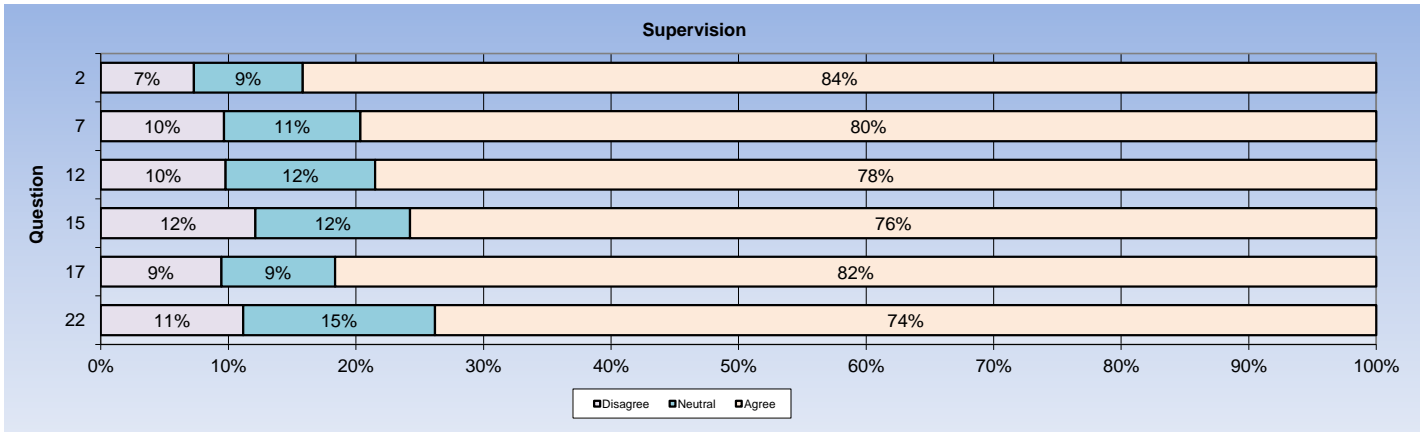 Supervision
2 7% 9% 84%
7 10% 11% 80%
12 10% 12% 78%
15 12% 12% 76%
17 9% 9% 82%
22 11% 15% 74%
Question
0% 10% 20% 30% 40% 50% 60% 70% 80% 90% 100%
Disagree Neutral Agree